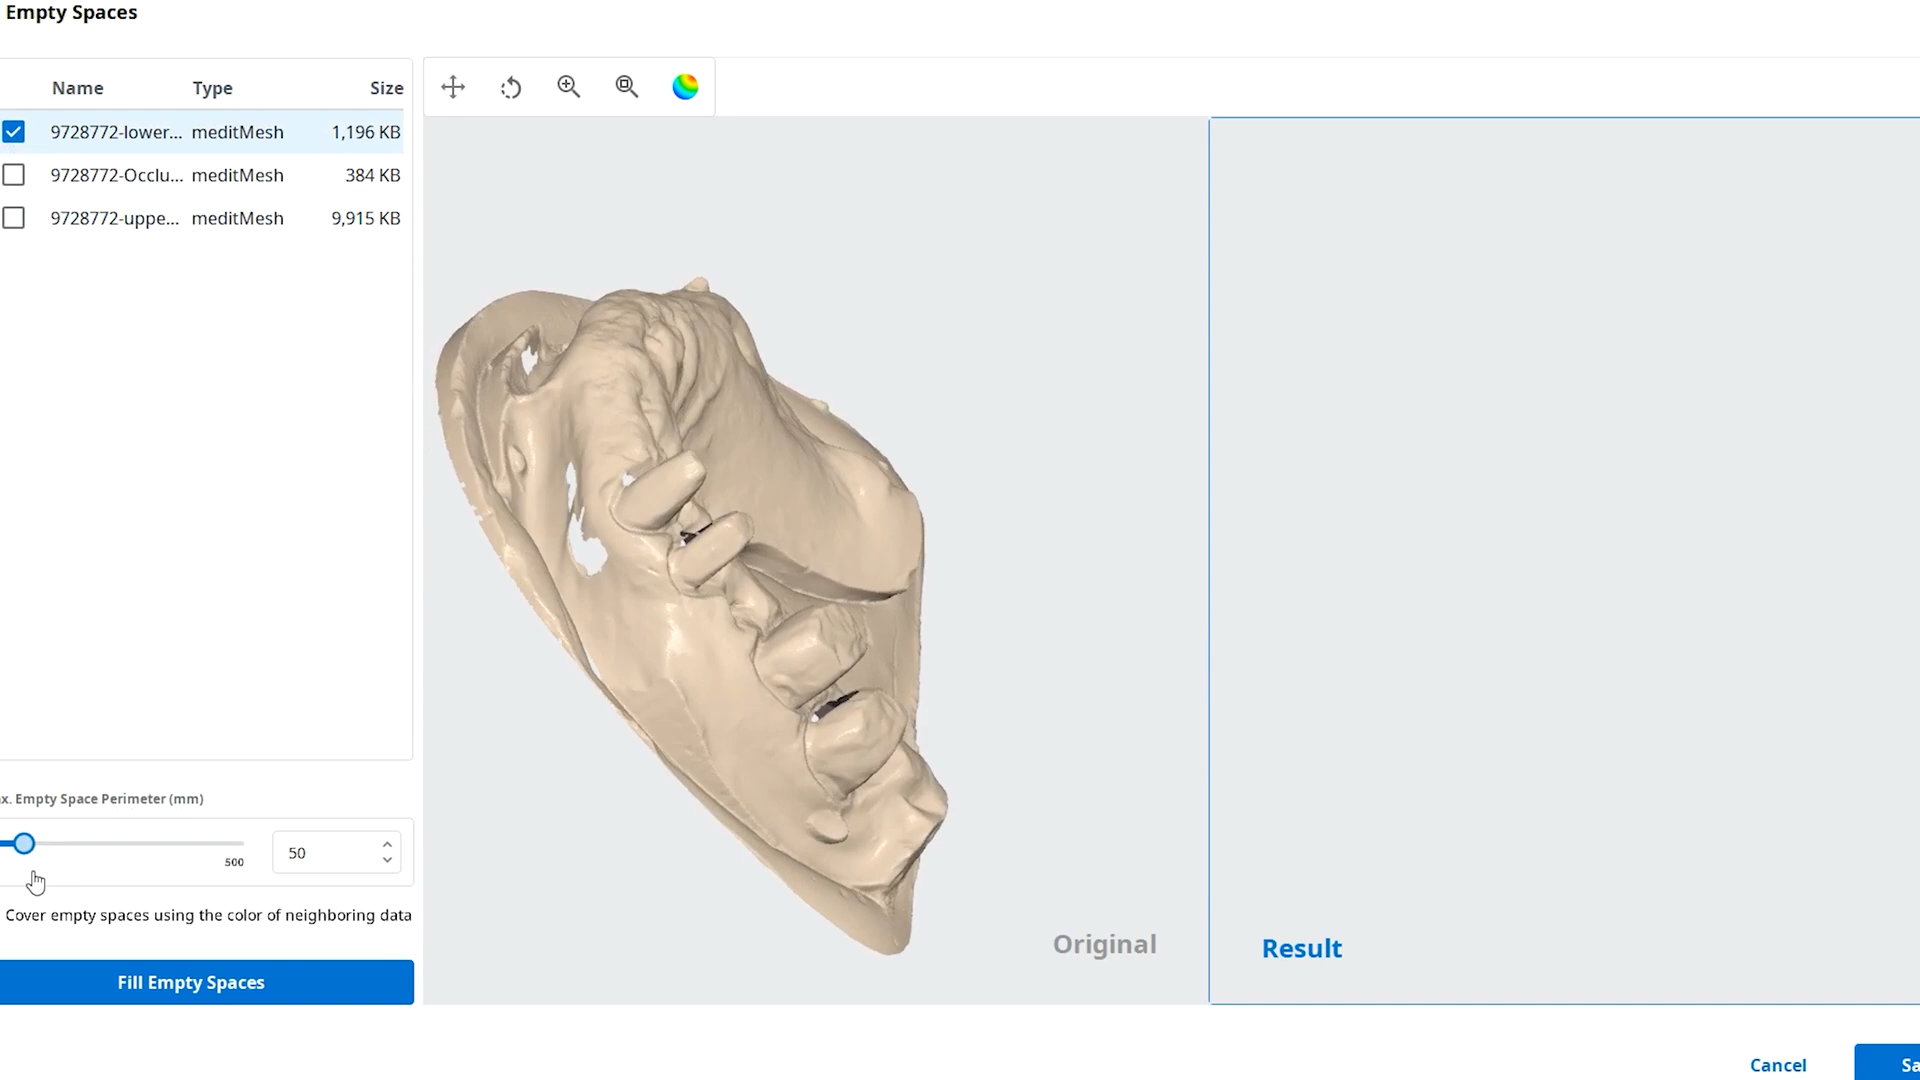 Empty Spaces
Name Type Size
9728772-lower... meditMesh 1,196 KB
9728772-Occlu... meditMesh 384 KB
9728772-uppe... meditMesh 9,915 KB
x. Empty Space Perimeter (mm)
500
50
Cover empty spaces using the color of neighboring data
Fill Empty Spaces
Original
Result
Cancel
Sa